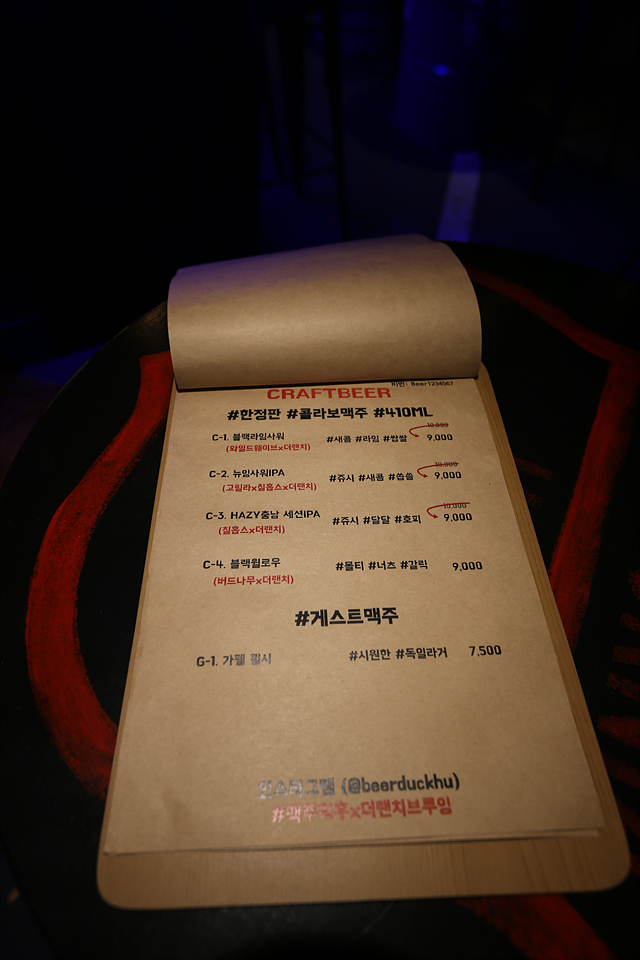 비번: Beer1234567
CRAFTBEER
#한정판 #콜라보맥주 #410ML
C-1. 블랙라임사워 #새콤 #라임 #쌉쌀 10,000 9,000
(와일드웨이브x더랜치)
C-2. 뉴잉사워IPA #쥬시 #새콤 #씁쓸 10,000 9,000
(고릴라x칠홉스x더랜치)
C-3. HAZY충남 세션IPA #쥬시 #달달 #호피 10,000 9,000
(칠홉스x더랜치)
C-4. 블랙윌로우 #몰티 #너츠 #갈릭 9,000
(버드나무x더랜치)
#게스트맥주
G-1. 가펠 쾰시 #시원한 #독일라거 7,500
인스타그램 (@beerduckhu)
#맥주덕후x더랜치브루잉